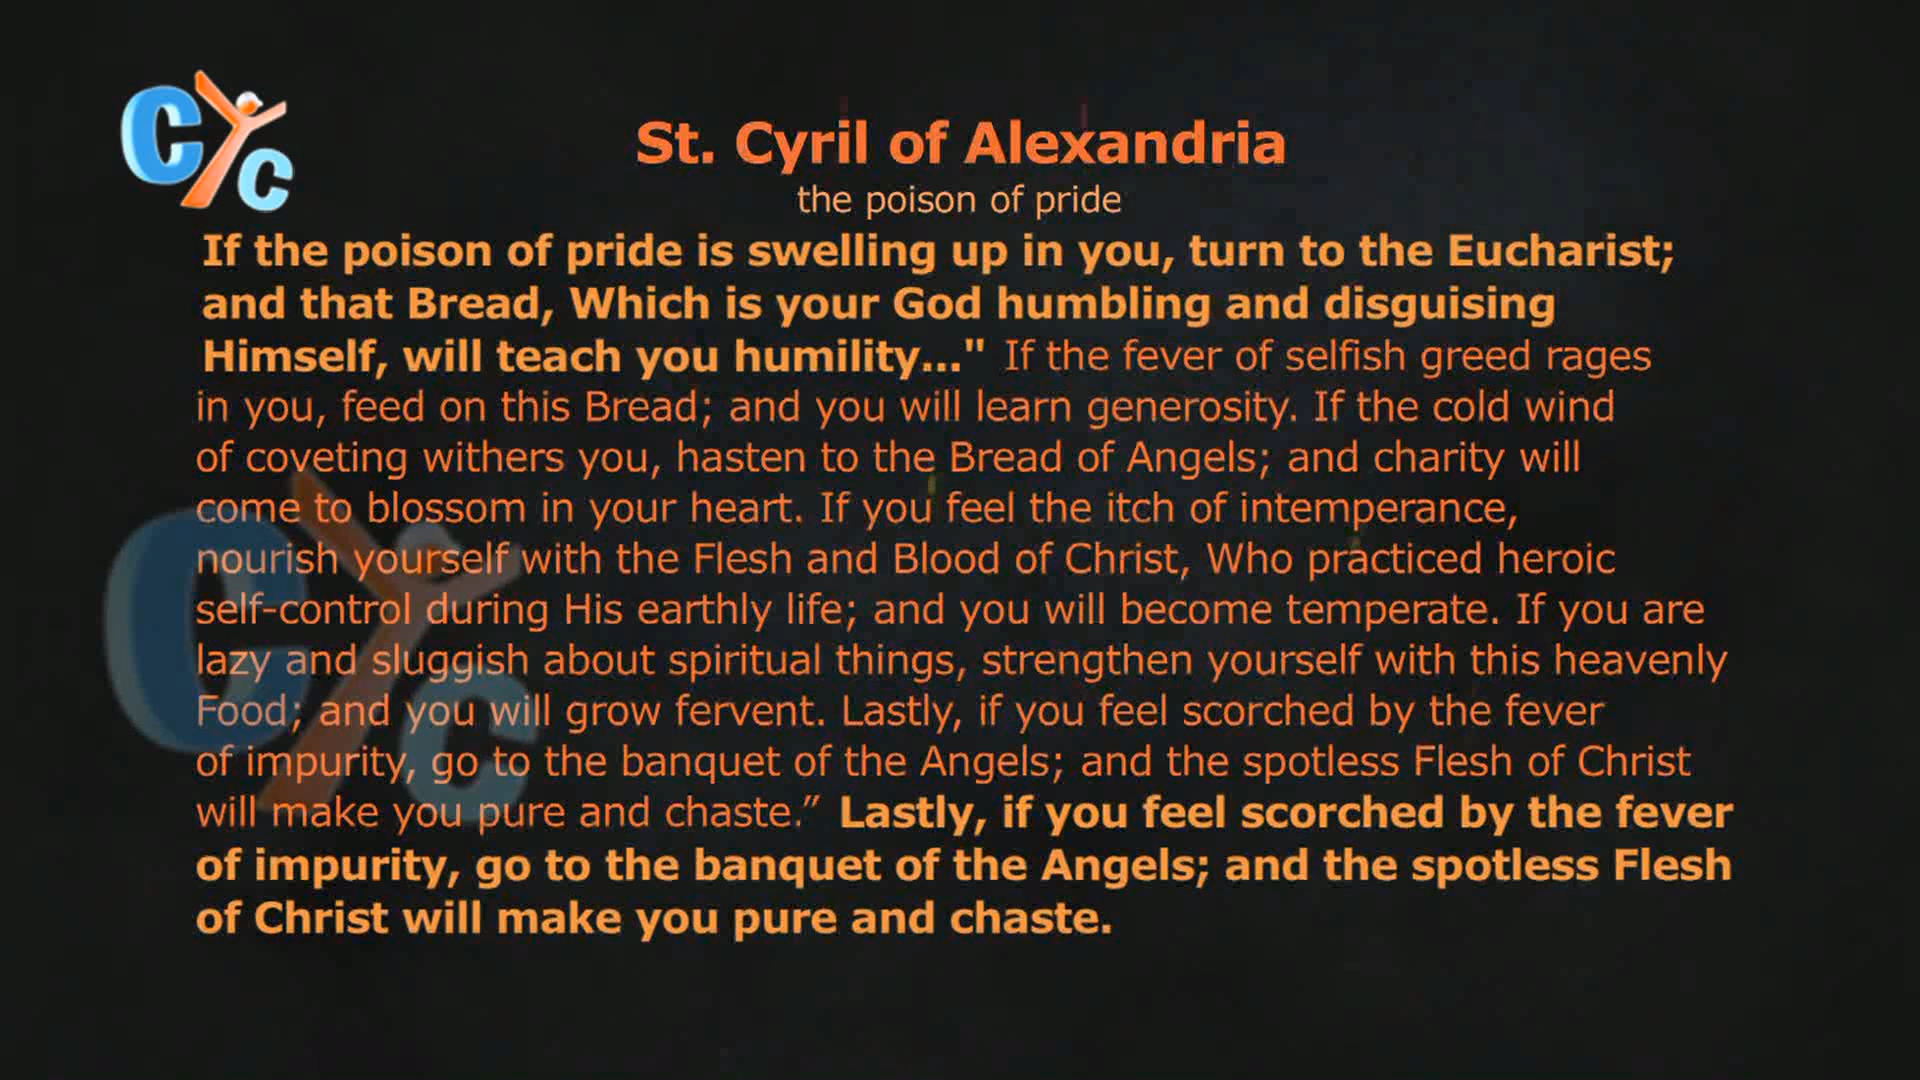 CYC
St. Cyril of Alexandria
the poison of pride
If the poison of pride is swelling up in you, turn to the Eucharist;
and that Bread, Which is your God humbling and disguising
Himself, will teach you humility..." If the fever of selfish greed rages
in you, feed on this Bread; and you will learn generosity. If the cold wind
of coveting withers you, hasten to the Bread of Angels; and charity will
come to blossom in your heart. If you feel the itch of intemperance,
nourish yourself with the Flesh and Blood of Christ, Who practiced heroic
self-control during His earthly life; and you will become temperate. If you are
lazy and sluggish about spiritual things, strengthen yourself with this heavenly
Food; and you will grow fervent. Lastly, if you feel scorched by the fever
of impurity, go to the banquet of the Angels; and the spotless Flesh of Christ
will make you pure and chaste.” Lastly, if you feel scorched by the fever
of impurity, go to the banquet of the Angels; and the spotless Flesh
of Christ will make you pure and chaste.
CYC